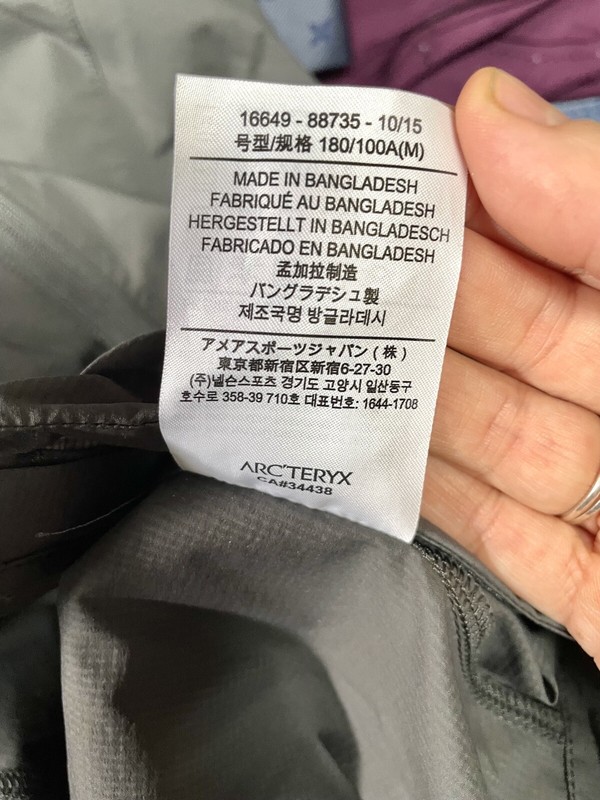 16649 - 88735 - 10/15
号型/规格 180/100A(M)
MADE IN BANGLADESH
FABRIQUÉ AU BANGLADESH
HERGESTELLT IN BANGLADESCH
FABRICADO EN BANGLADESH
孟加拉制造
バングラデシュ製
제조국명 방글라데시
アメアスポーツジャパン(株)
東京都新宿区新宿6-27-30
(주)넬슨스포츠 경기도 고양시 일산동구
호수로 358-39 710호 대표번호: 1644-1708
ARC'TERYX
CA#34438